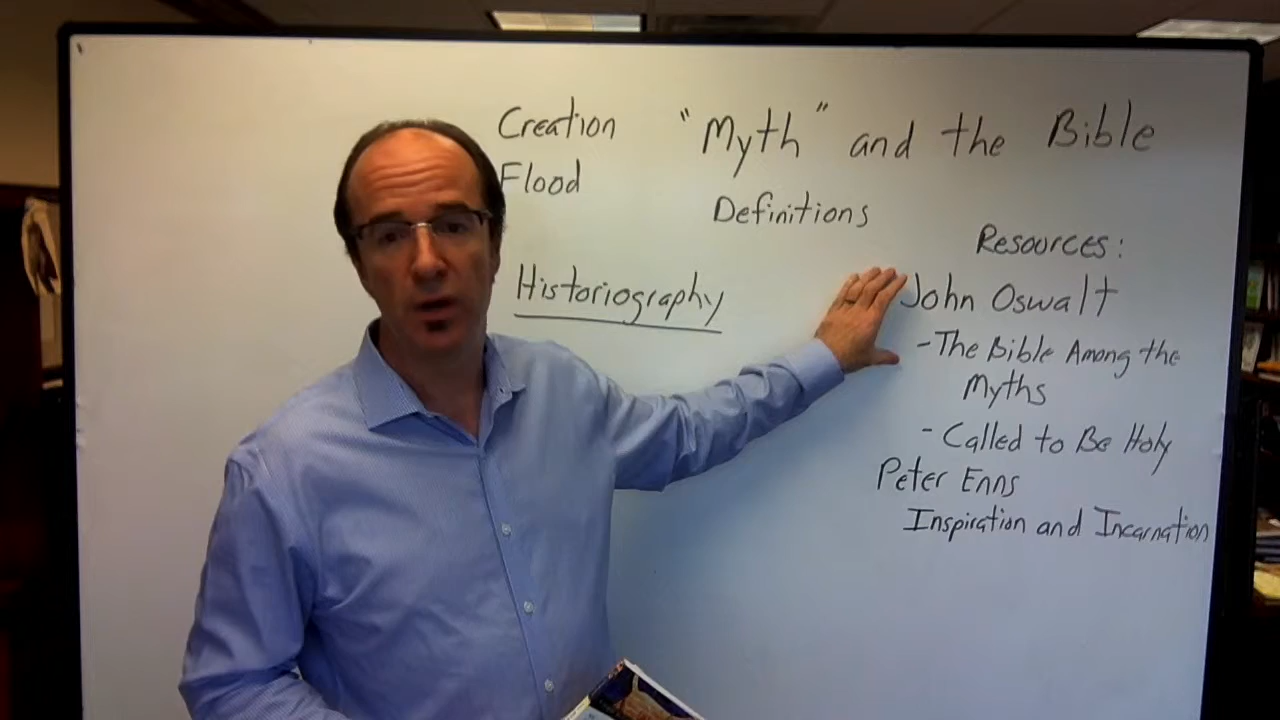 Creation
Flood
"Myth" and the Bible
Definitions
Historiography
Resources:
John Oswalt
- The Bible Among the
Myths
- Called to Be Holy
Peter Enns
Inspiration and Incarnation